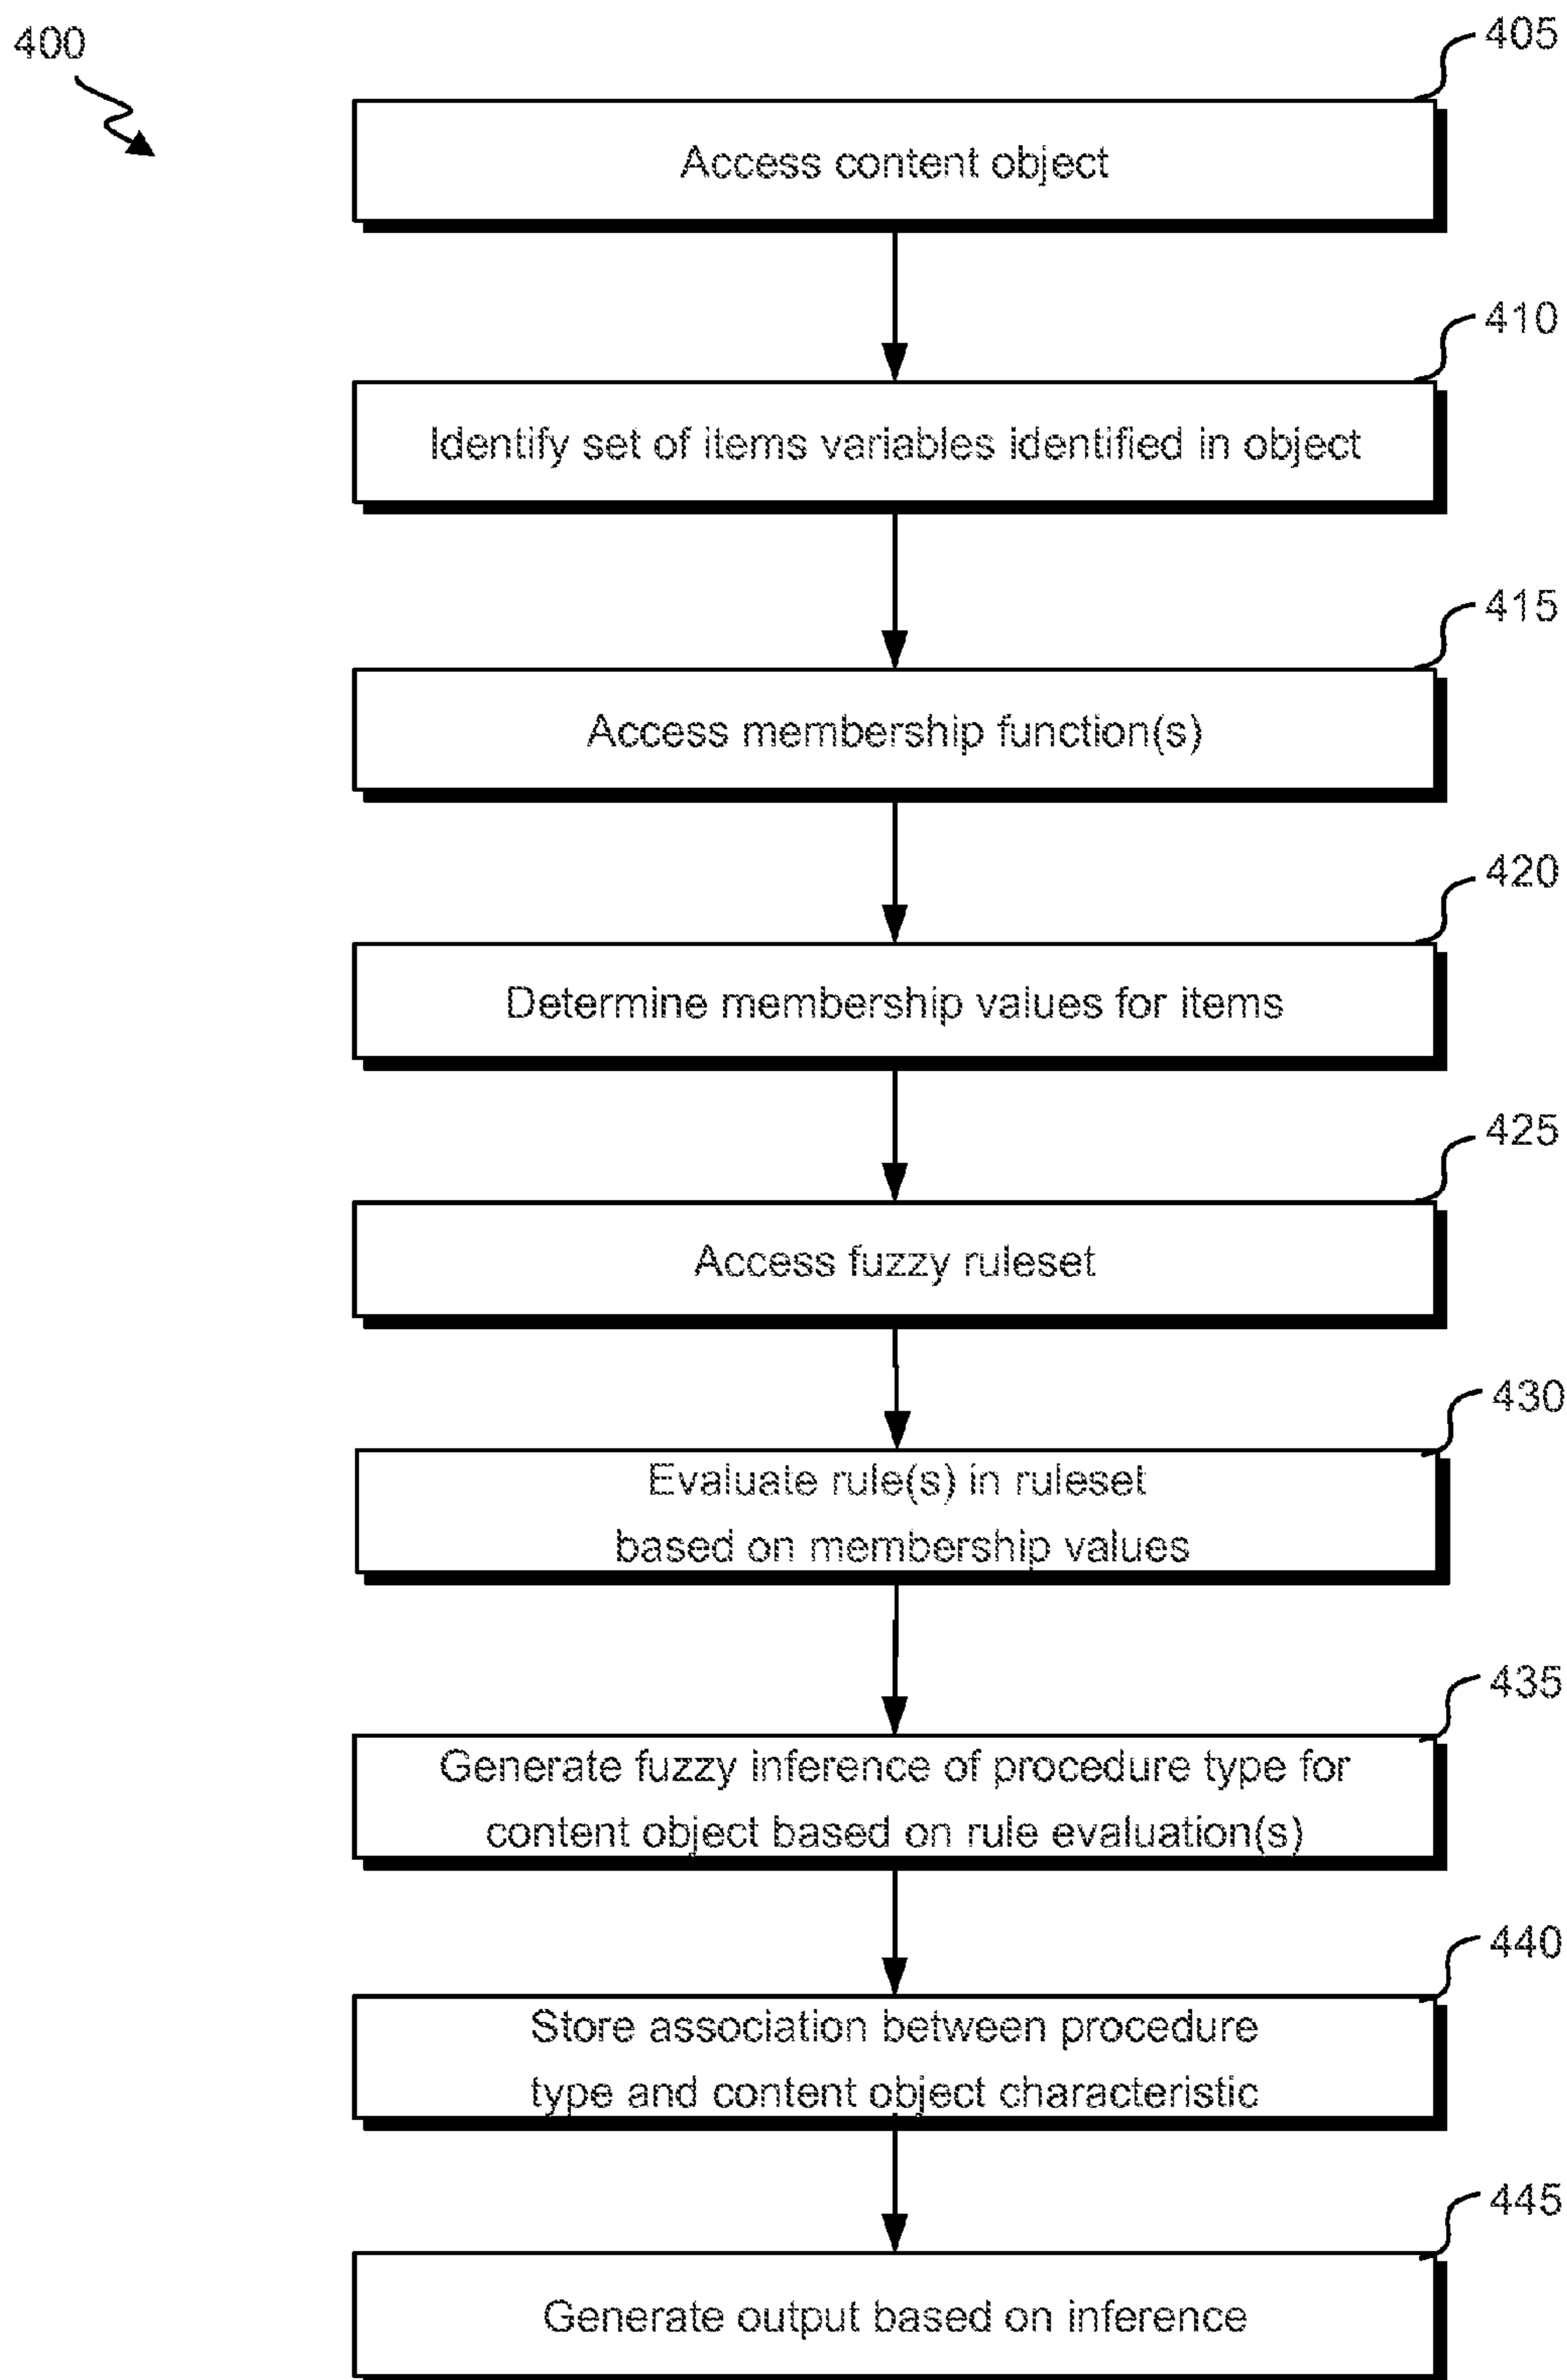 400
405
Access content object
410
Identify set of items variables identified in object
415
Access membership function(s)
420
Determine membership values for items
425
Access fuzzy ruleset
430
Evaluate rule(s) in ruleset
based on membership values
435
Generate fuzzy inference of procedure type for
content object based on rule evaluation(s)
440
Store association between procedure
type and content object characteristic
445
Generate output based on inference